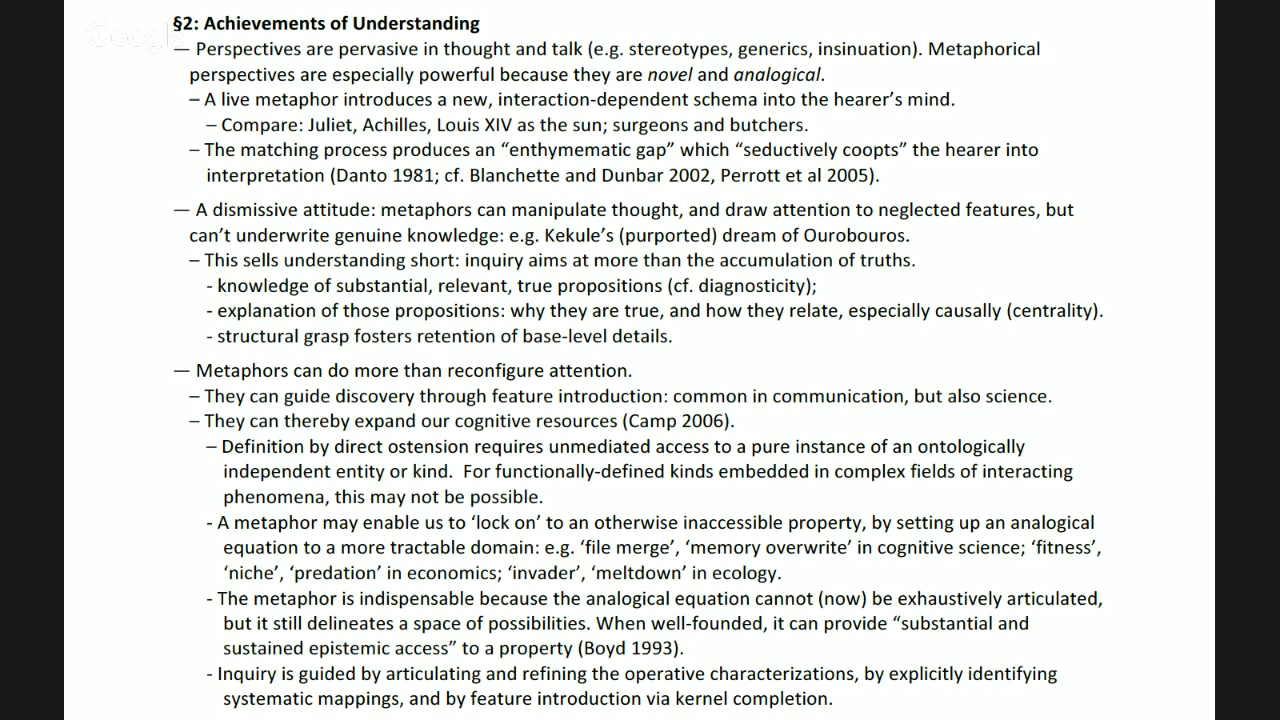 §2: Achievements of Understanding
Google
— Perspectives are pervasive in thought and talk (e.g. stereotypes, generics, insinuation). Metaphorical
perspectives are especially powerful because they are novel and analogical.
– A live metaphor introduces a new, interaction-dependent schema into the hearer's mind.
– Compare: Juliet, Achilles, Louis XIV as the sun; surgeons and butchers.
– The matching process produces an “enthymematic gap” which “seductively coopts” the hearer into
interpretation (Danto 1981; cf. Blanchette and Dunbar 2002, Perrott et al 2005).
— A dismissive attitude: metaphors can manipulate thought, and draw attention to neglected features, but
can't underwrite genuine knowledge: e.g. Kekule's (purported) dream of Ourobouros.
– This sells understanding short: inquiry aims at more than the accumulation of truths.
- knowledge of substantial, relevant, true propositions (cf. diagnosticity);
- explanation of those propositions: why they are true, and how they relate, especially causally (centrality).
- structural grasp fosters retention of base-level details.
— Metaphors can do more than reconfigure attention.
– They can guide discovery through feature introduction: common in communication, but also science.
– They can thereby expand our cognitive resources (Camp 2006).
– Definition by direct ostension requires unmediated access to a pure instance of an ontologically
independent entity or kind.  For functionally-defined kinds embedded in complex fields of interacting
phenomena, this may not be possible.
- A metaphor may enable us to ‘lock on’ to an otherwise inaccessible property, by setting up an analogical
equation to a more tractable domain: e.g. ‘file merge’, ‘memory overwrite’ in cognitive science; ‘fitness’,
‘niche’, ‘predation’ in economics; ‘invader’, ‘meltdown’ in ecology.
- The metaphor is indispensable because the analogical equation cannot (now) be exhaustively articulated,
but it still delineates a space of possibilities. When well-founded, it can provide “substantial and
sustained epistemic access” to a property (Boyd 1993).
- Inquiry is guided by articulating and refining the operative characterizations, by explicitly identifying
systematic mappings, and by feature introduction via kernel completion.